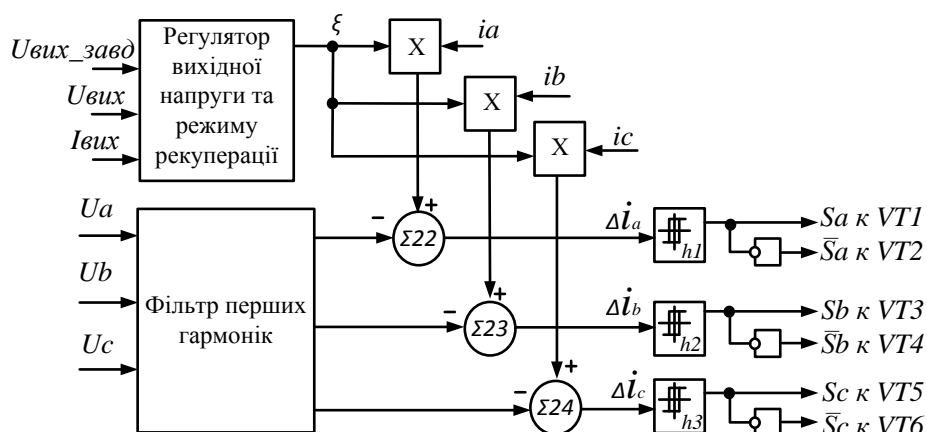 Uвих_завд
Uвих
Iвих
Регулятор
вихідної
напруги та
режиму
рекуперації
ξ
X
ia
X
ib
X
ic
Ua
Ub
Uc
Фільтр перших
гармонік
− + Σ22
− + Σ23
− + Σ24
Δia
Δib
Δic
h1
h2
h3
Sa к VT1
S̅a к VT2
Sb к VT3
S̅b к VT4
Sc к VT5
S̅c к VT6